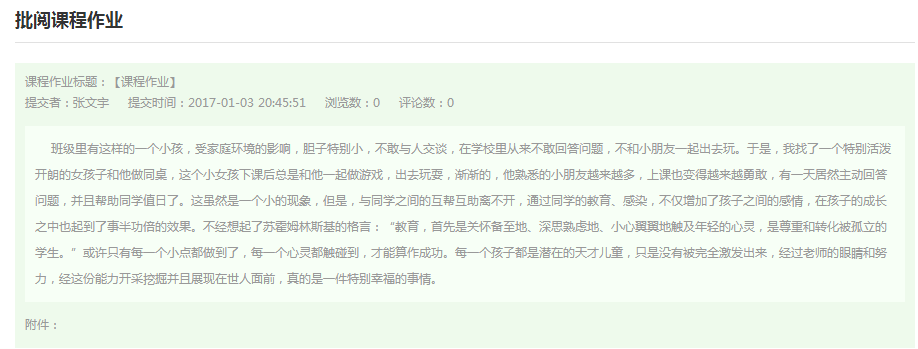 批阅课程作业
课程作业标题：【课程作业】
提交者：张文宇 提交时间：2017-01-03 20:45:51 浏览数：0 评论数：0
班级里有这样的一个小孩，受家庭环境的影响，胆子特别小，不敢与人交谈，在学校里从来不敢回答问题，不和小朋友一起出去玩。于是，我找了一个特别活泼
开朗的女孩子和他做同桌，这个小女孩下课后总是和他一起做游戏，出去玩耍，渐渐的，他熟悉的小朋友越来越多，上课也变得越来越勇敢，有一天居然主动回答
问题，并且帮助同学值日了。这虽然是一个小的现象，但是，与同学之间的互帮互助离不开，通过同学的教育、感染，不仅增加了孩子之间的感情，在孩子的成长
之中也起到了事半功倍的效果。不经想起了苏霍姆林斯基的格言：“教育，首先是关怀备至地、深思熟虑地、小心翼翼地触及年轻的心灵，是尊重和转化被孤立的
学生。”或许只有每一个小点都做到了，每一个心灵都触碰到，才能算作成功。每一个孩子都是潜在的天才儿童，只是没有被完全激发出来，经过老师的眼睛和努
力，经这份能力开采挖掘并且展现在世人面前，真的是一件特别幸福的事情。
附件：